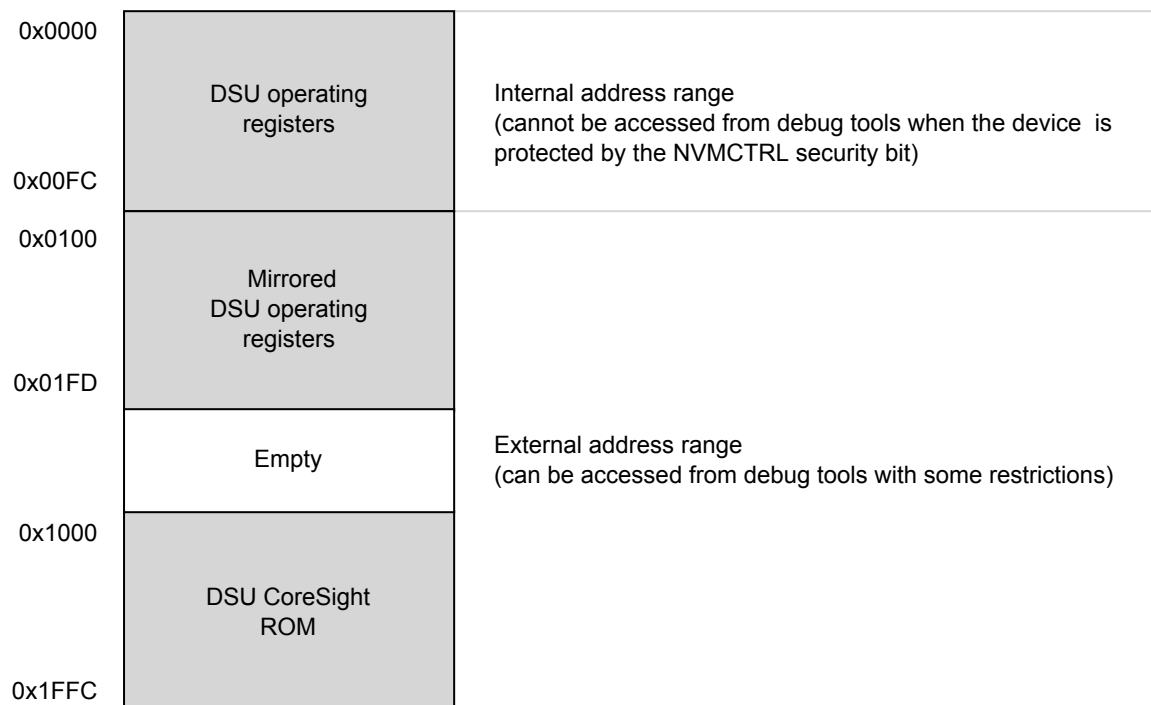 0x0000
DSU operating
registers
Internal address range
(cannot be accessed from debug tools when the device is
protected by the NVMCTRL security bit)
0x00FC
0x0100
Mirrored
DSU operating
registers
0x01FD
Empty
External address range
(can be accessed from debug tools with some restrictions)
0x1000
DSU CoreSight
ROM
0x1FFC